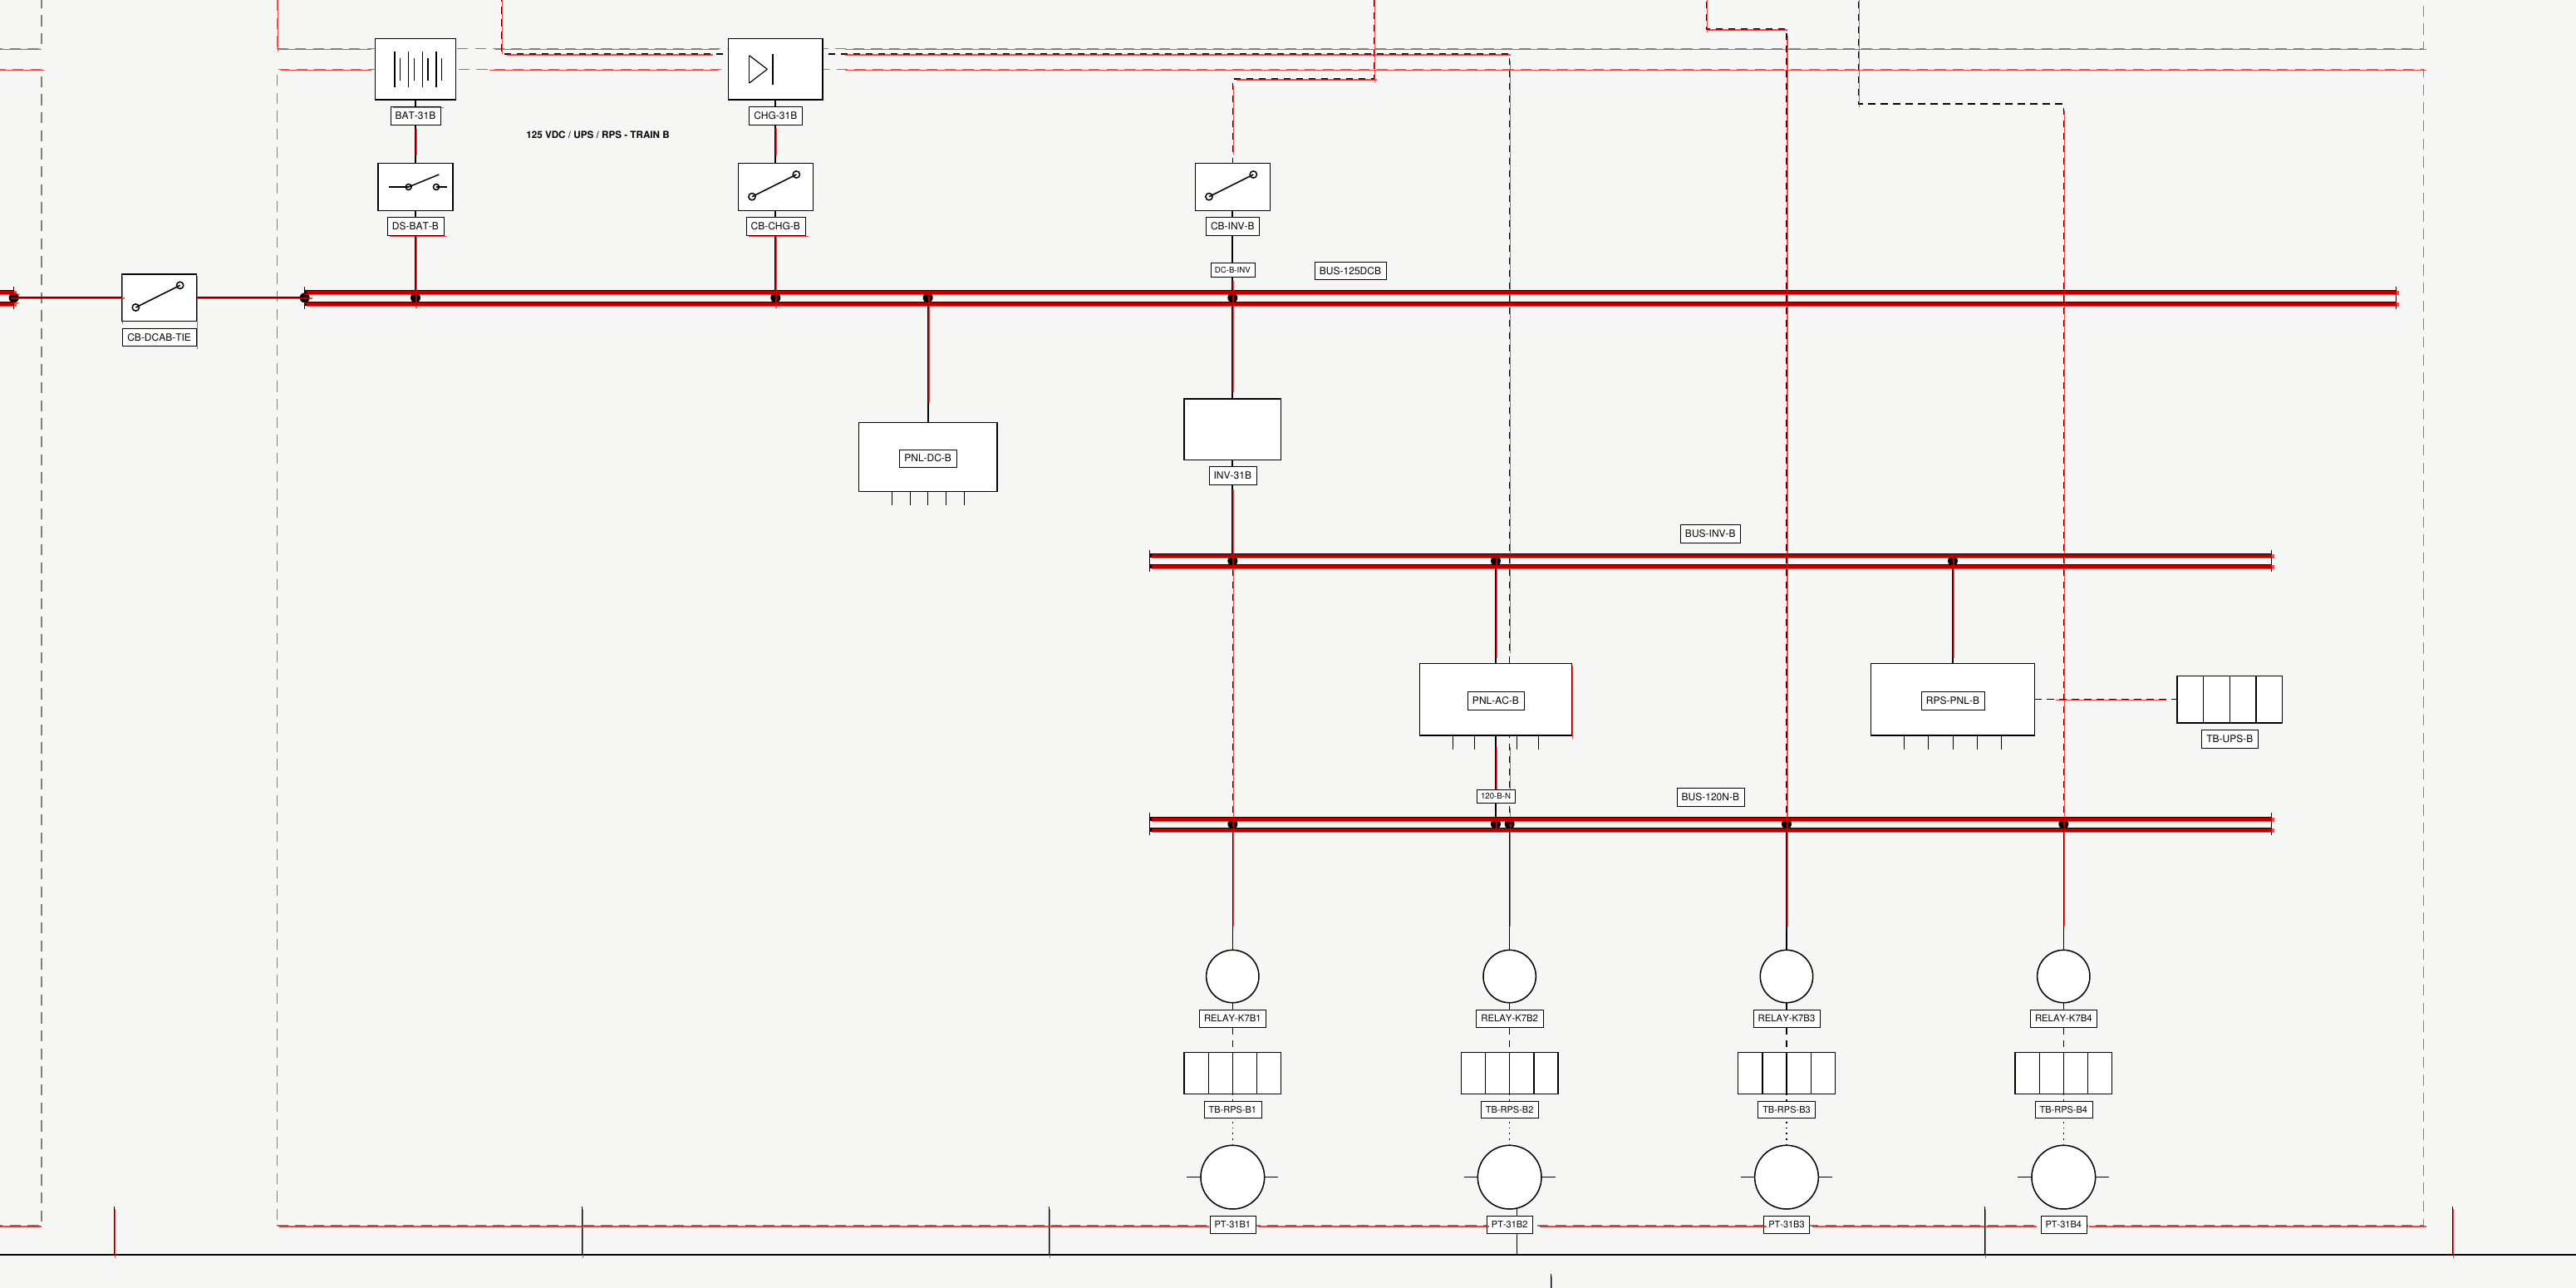 BAT-31B
CHG-31B
125 VDC / UPS / RPS - TRAIN B
DS-BAT-B
CB-CHG-B
CB-INV-B
DC-B-INV
BUS-125DCB
CB-DCAB-TIE
PNL-DC-B
INV-31B
BUS-INV-B
PNL-AC-B
RPS-PNL-B
TB-UPS-B
120-B-N
BUS-120N-B
RELAY-K7B1
RELAY-K7B2
RELAY-K7B3
RELAY-K7B4
TB-RPS-B1
TB-RPS-B2
TB-RPS-B3
TB-RPS-B4
PT-31B1
PT-31B2
PT-31B3
PT-31B4